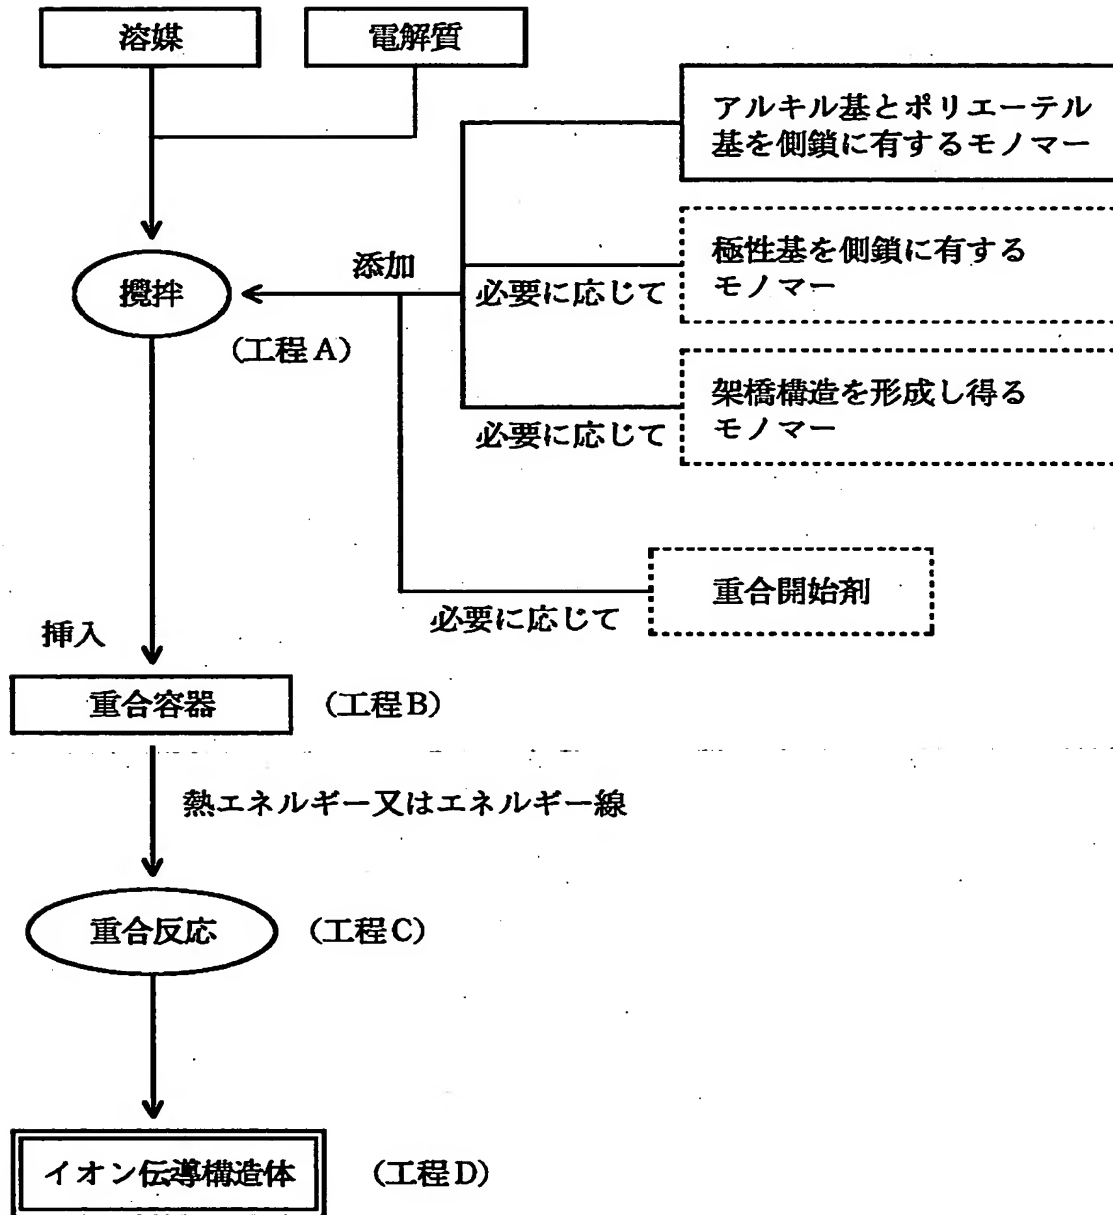 溶媒
電解質
アルキル基とポリエーテル
基を側鎖に有するモノマー
極性基を側鎖に有する
モノマー
添加
必要に応じて
攪拌
(工程A)
架橋構造を形成し得る
モノマー
必要に応じて
重合開始剤
必要に応じて
挿入
重合容器
(工程B)
熱エネルギー又はエネルギー線
重合反応
(工程C)
イオン伝導構造体
(工程D)